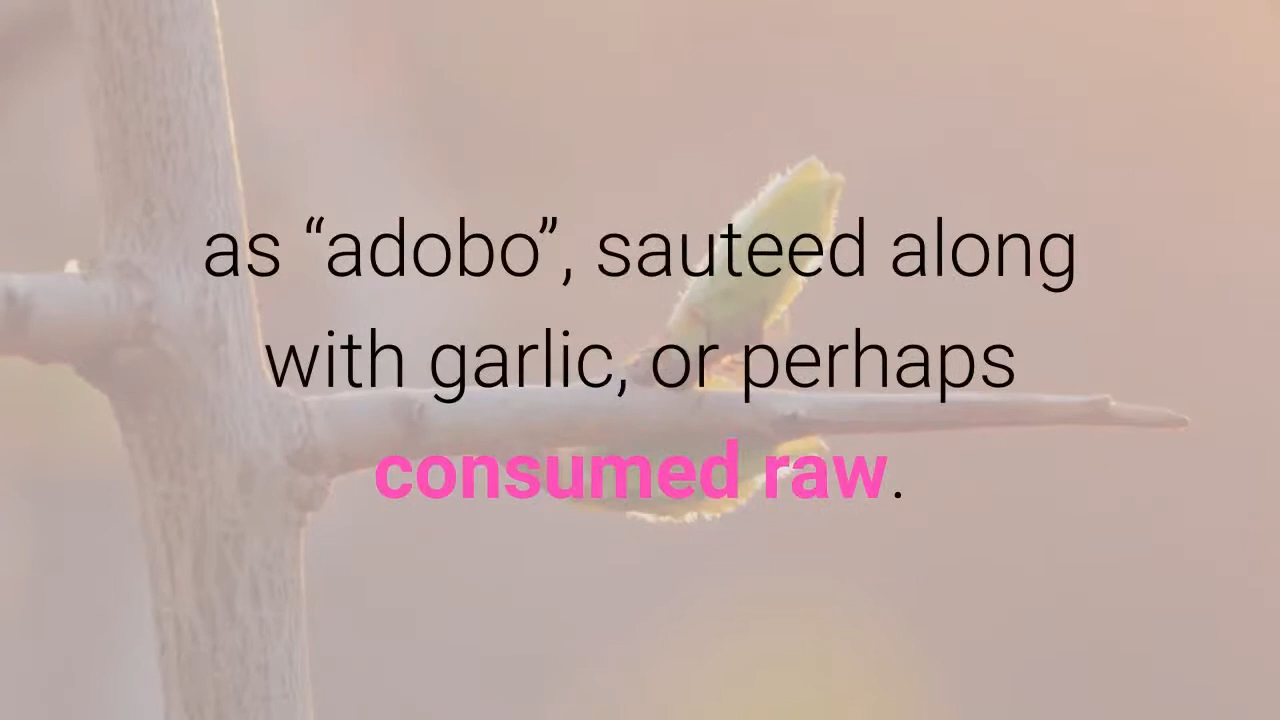 as “adobo”, sauteed along
with garlic, or perhaps
consumed raw.